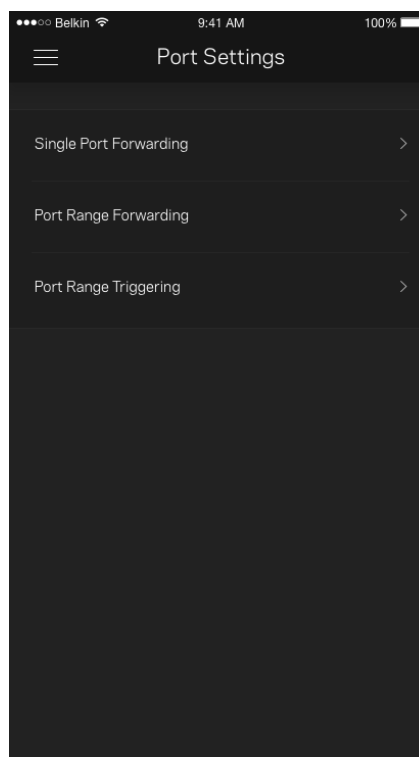 Belkin 9:41 AM 100%
Port Settings
Single Port Forwarding
Port Range Forwarding
Port Range Triggering